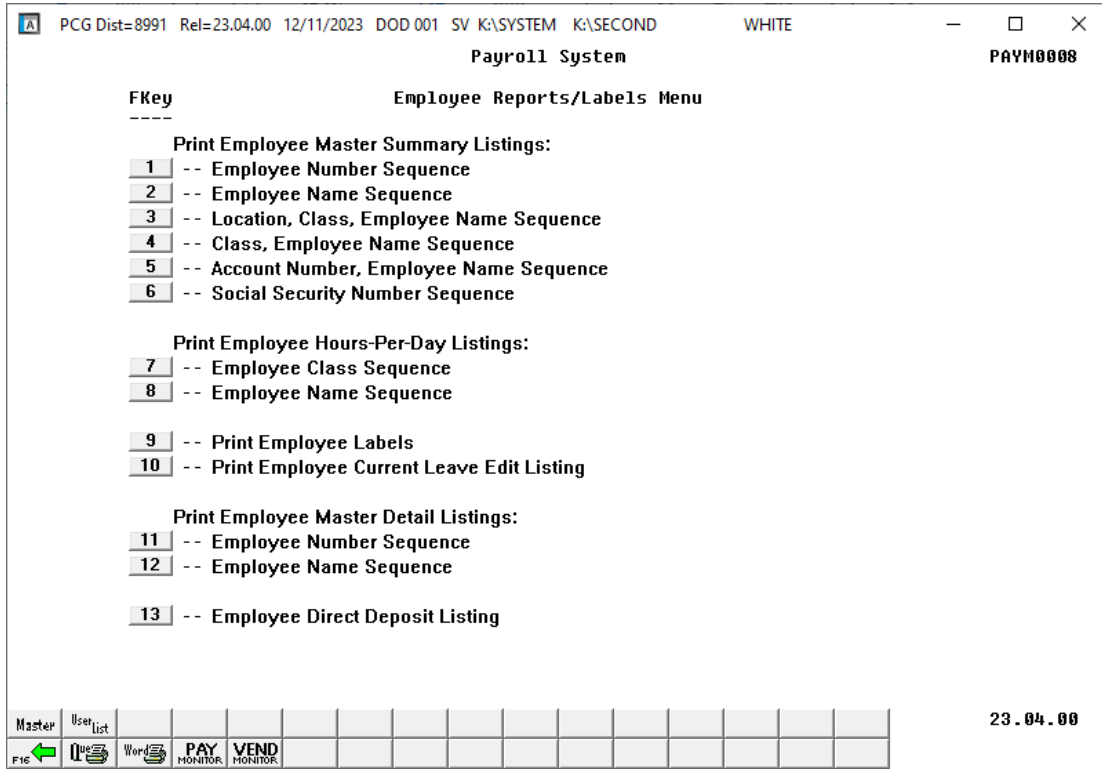 A PCG Dist=8991 Rel=23.04.00 12/11/2023 DOD 001 SV K:\SYSTEM K:\SECOND WHITE
Payroll System PAYM0008
FKey Employee Reports/Labels Menu
----
Print Employee Master Summary Listings:
1 -- Employee Number Sequence
2 -- Employee Name Sequence
3 -- Location, Class, Employee Name Sequence
4 -- Class, Employee Name Sequence
5 -- Account Number, Employee Name Sequence
6 -- Social Security Number Sequence
Print Employee Hours-Per-Day Listings:
7 -- Employee Class Sequence
8 -- Employee Name Sequence
9 -- Print Employee Labels
10 -- Print Employee Current Leave Edit Listing
Print Employee Master Detail Listings:
11 -- Employee Number Sequence
12 -- Employee Name Sequence
13 -- Employee Direct Deposit Listing
Master User List 23.04.00
F16 Que Word PAY MONITOR VEND MONITOR